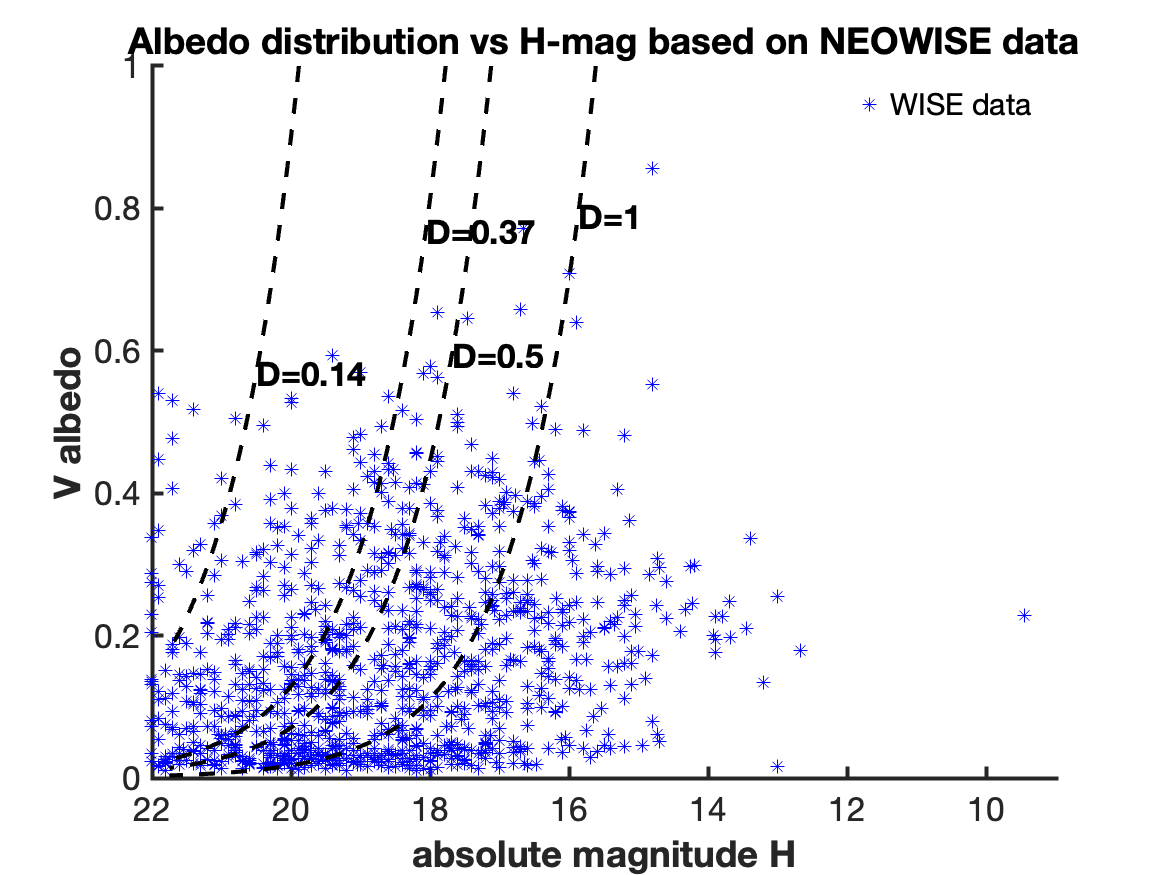 Albedo distribution vs H-mag based on NEOWISE data
WISE data
1
0.8
0.6
0.4
0.2
0
V albedo
D=0.37
D=1
D=0.5
D=0.14
22 20 18 16 14 12 10
absolute magnitude H